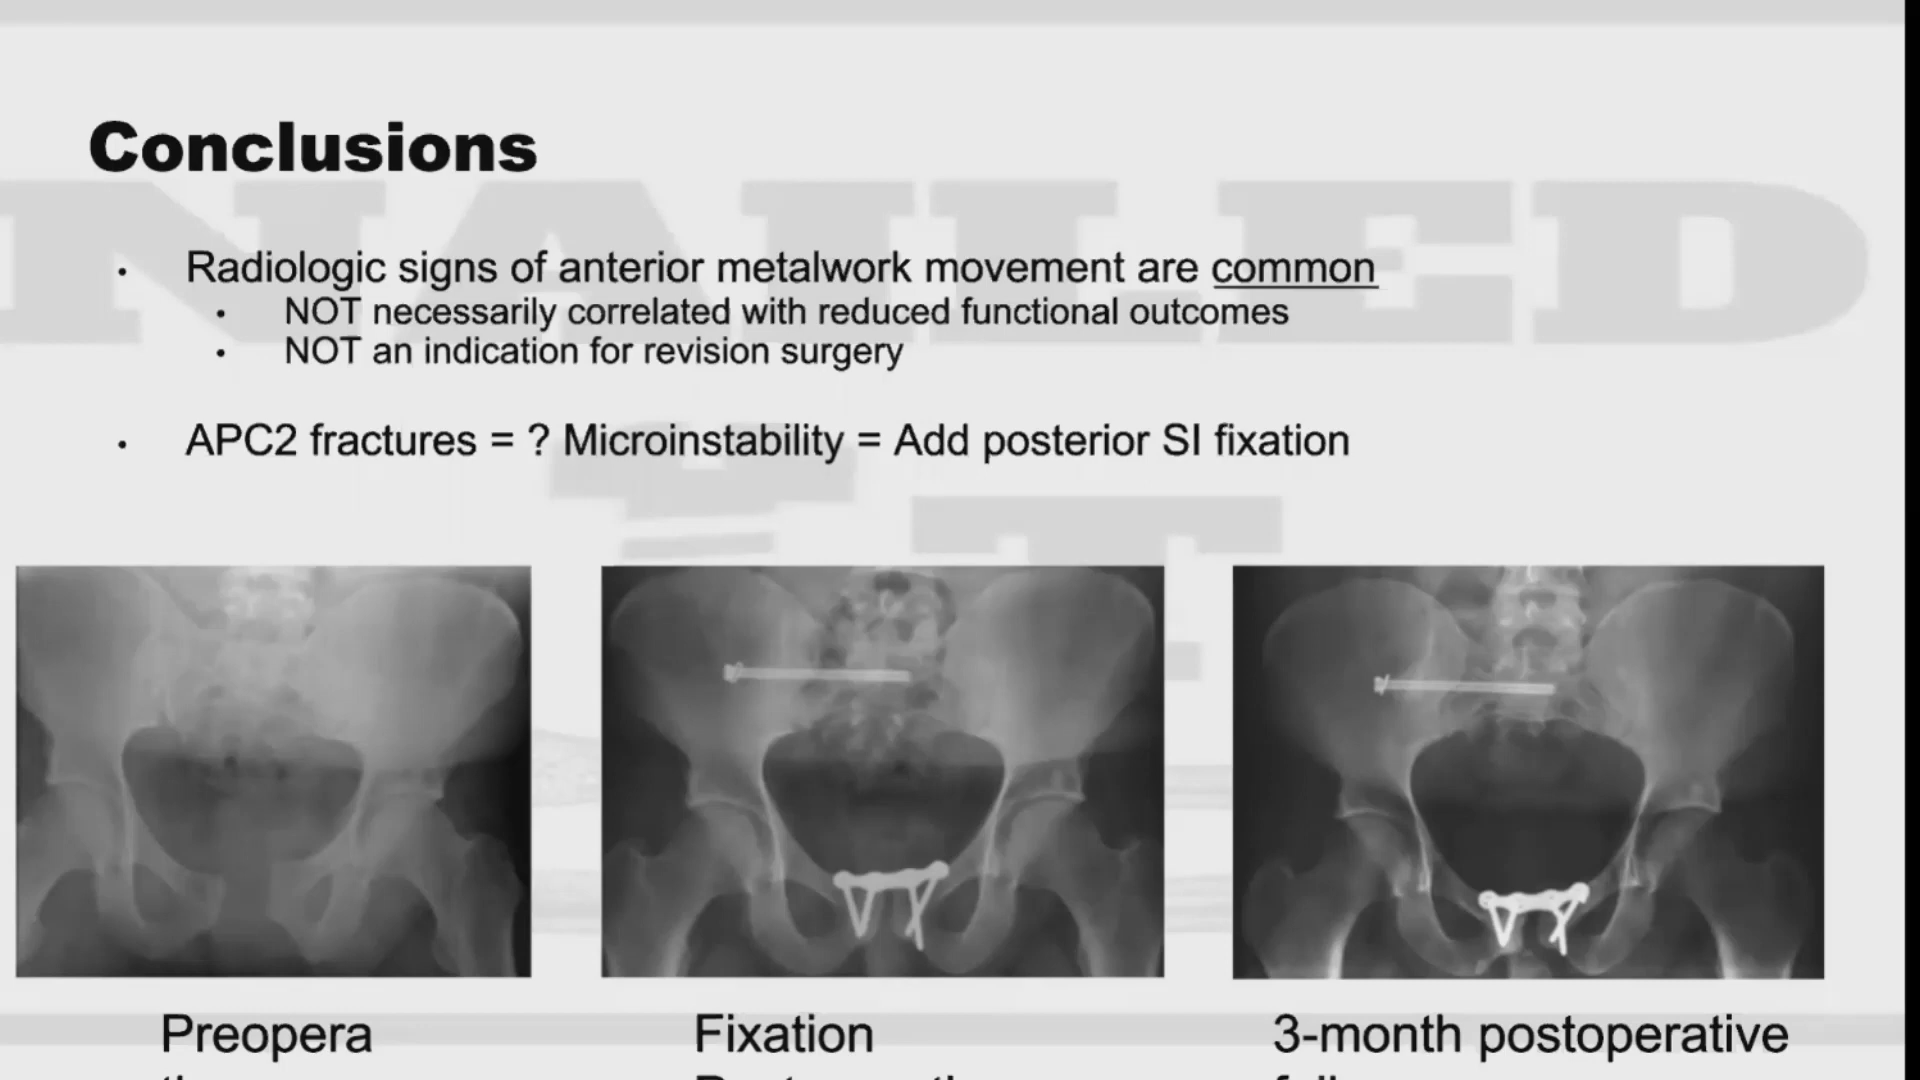 Conclusions
NAILED
Radiologic signs of anterior metalwork movement are common
NOT necessarily correlated with reduced functional outcomes
NOT an indication for revision surgery
APC2 fractures = ? Microinstability = Add posterior SI fixation
Preopera
Fixation
3-month postoperative